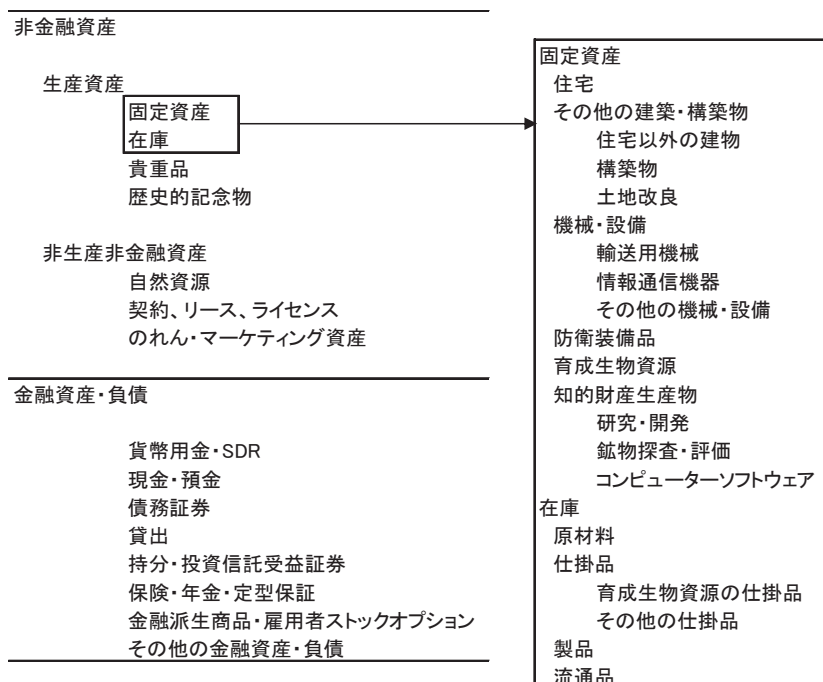 非金融資産
生産資産
固定資産
在庫
貴重品
歴史的記念物
非生産非金融資産
自然資源
契約、リース、ライセンス
のれん・マーケティング資産
金融資産・負債
貨幣用金・SDR
現金・預金
債務証券
貸出
持分・投資信託受益証券
保険・年金・定型保証
金融派生商品・雇用者ストックオプション
その他の金融資産・負債
固定資産
住宅
その他の建築・構築物
住宅以外の建物
構築物
土地改良
機械・設備
輸送用機械
情報通信機器
その他の機械・設備
防衛装備品
育成生物資源
知的財産生産物
研究・開発
鉱物探査・評価
コンピューターソフトウェア
在庫
原材料
仕掛品
育成生物資源の仕掛品
その他の仕掛品
製品
流通品